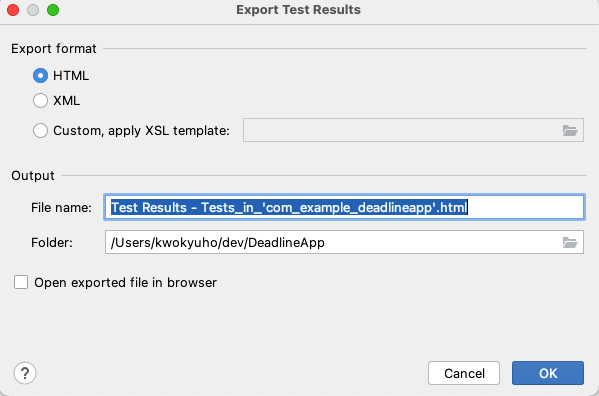 Export Test Results
Export format
HTML
XML
Custom, apply XSL template:
Output
File name: Test Results - Tests_in_'com_example_deadlineapp'.html
Folder: /Users/kwokyuho/dev/DeadlineApp
Open exported file in browser
? Cancel OK